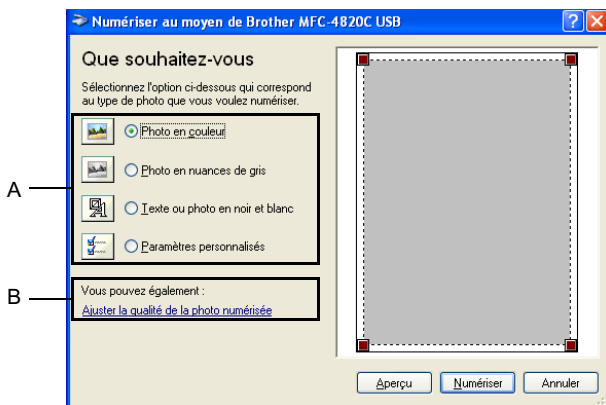 Numériser au moyen de Brother MFC-4820C USB
Que souhaitez-vous
Sélectionnez l'option ci-dessous qui correspond
au type de photo que vous voulez numériser.
A
Photo en couleur
Photo en nuances de gris
Texte ou photo en noir et blanc
Paramètres personnalisés
B
Vous pouvez également :
Ajuster la qualité de la photo numérisée
Aperçu
Numériser
Annuler